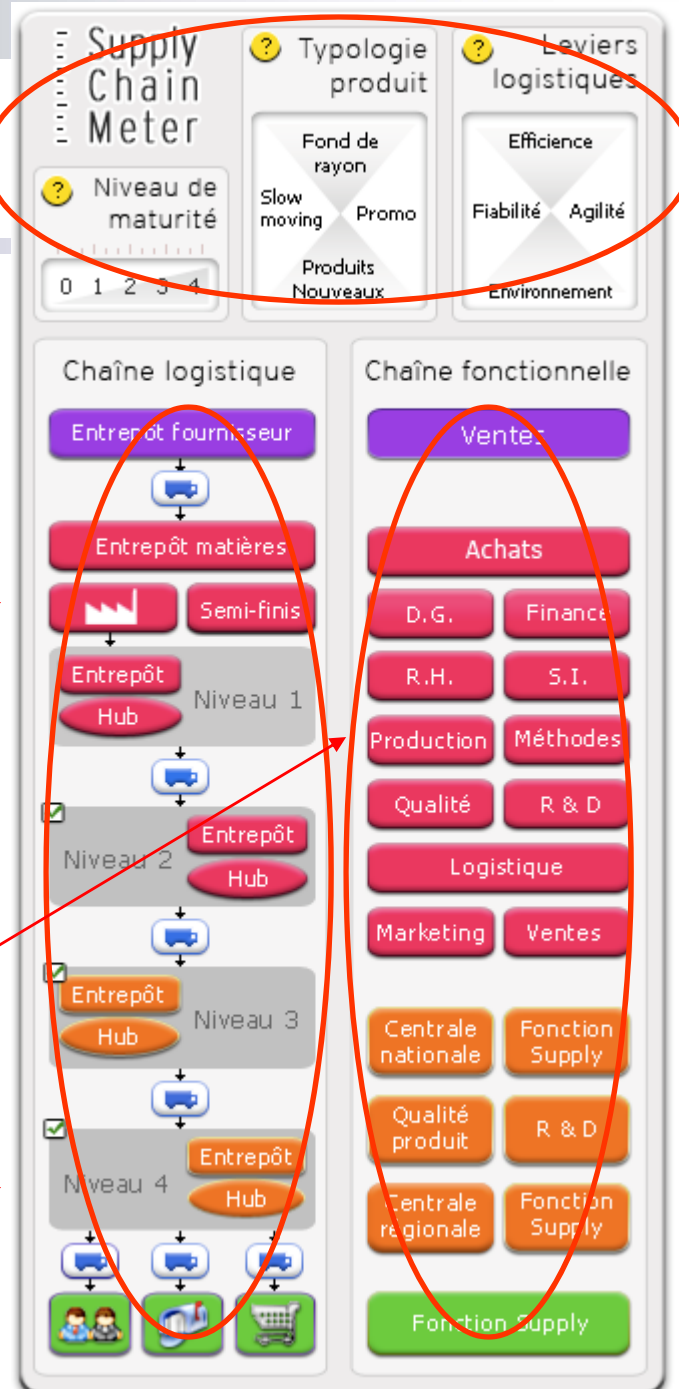 Supply
Chain
Meter
? Niveau de
maturité
0 1 2 3 4
? Typologie
produit
Fond de
rayon
Slow
moving
Promo
Produits
Nouveaux
? Leviers
logistiques
Efficience
Fiabilité Agilité
Environnement
Chaîne logistique
Entrepôt fournisseur
Entrepôt matières
Semi-finis
Entrepôt
Hub
Niveau 1
Niveau 2
Entrepôt
Hub
Entrepôt
Hub
Niveau 3
Niveau 4
Entrepôt
Hub
Chaîne fonctionnelle
Ventes
Achats
D.G. Finance
R.H. S.I.
Production Méthodes
Qualité R & D
Logistique
Marketing Ventes
Centrale
nationale
Fonction
Supply
Qualité
produit
R & D
Centrale
régionale
Fonction
Supply
Fonction Supply